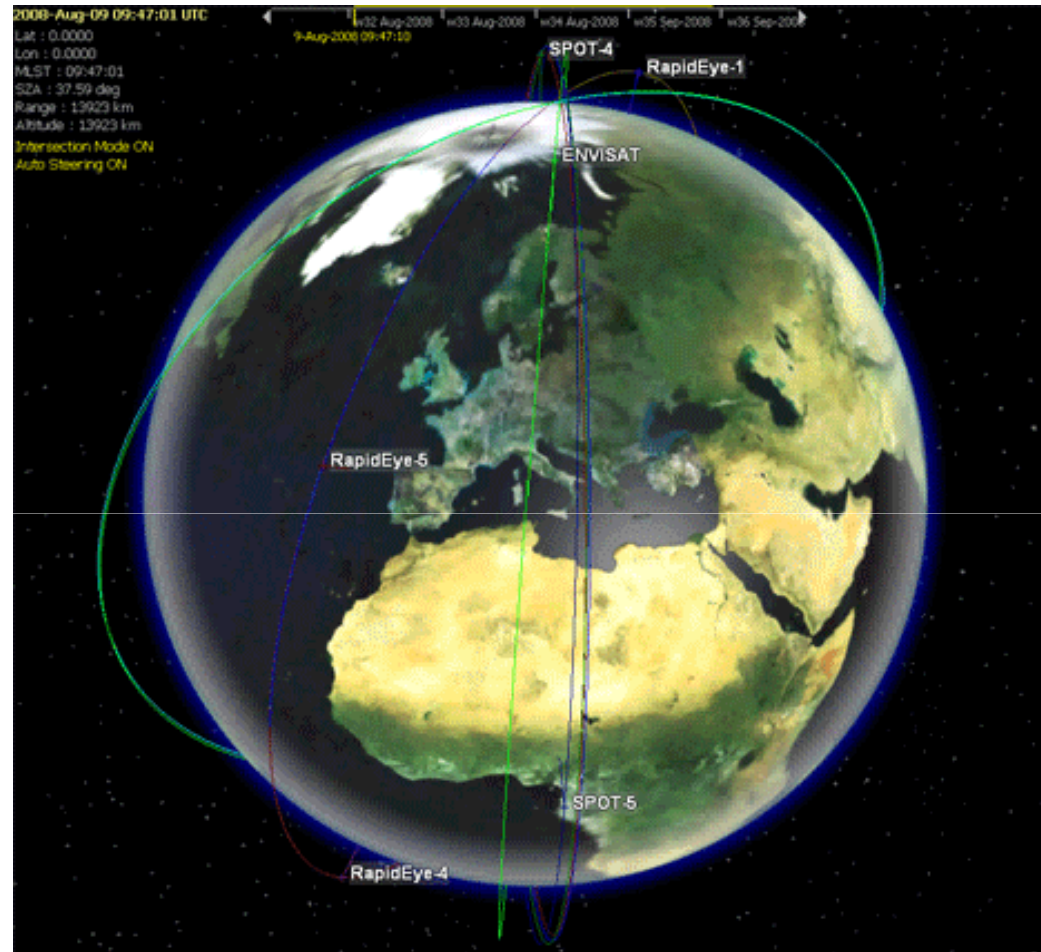 2008-Aug-09 09:47:01 UTC
Lat : 0.0000
Lon : 0.0000
MLST : 09:47:01
SZA : 37.59 deg
Range : 13923 km
Altitude : 13923 km
Intersection Mode ON
Auto Steering ON
w32 Aug-2008 w33 Aug-2008 w34 Aug-2008 w35 Sep-2008 w36 Sep-200
9-Aug-2008 09:47:10
SPOT-4
RapidEye-1
ENVISAT
RapidEye-5
SPOT-5
RapidEye-4